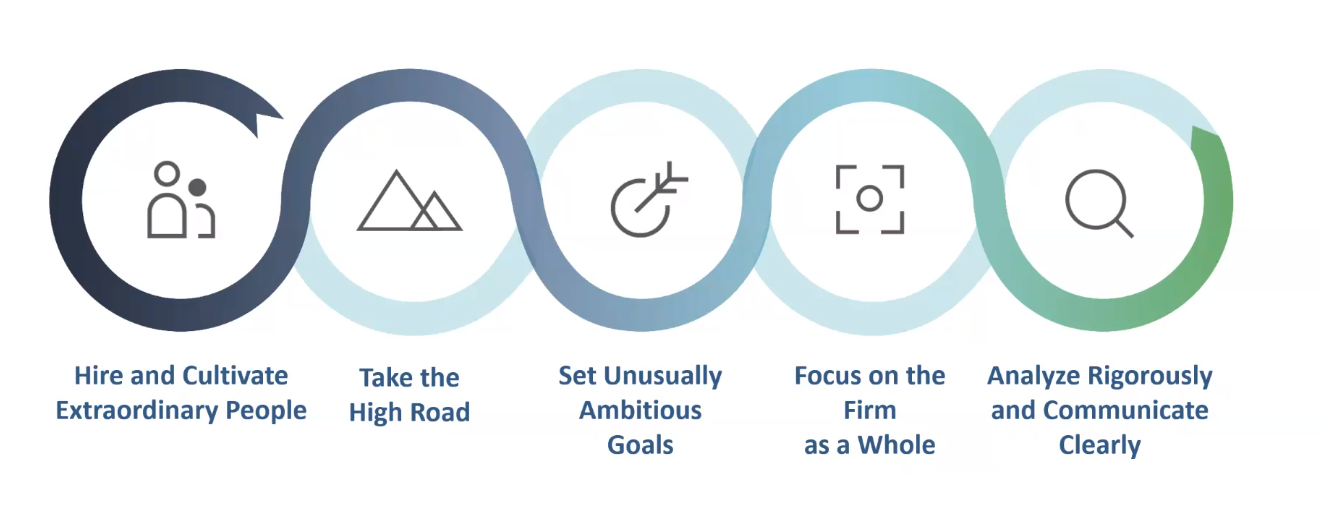 Hire and Cultivate
Extraordinary People
Take the
High Road
Set Unusually
Ambitious
Goals
Focus on the
Firm
as a Whole
Analyze Rigorously
and Communicate
Clearly